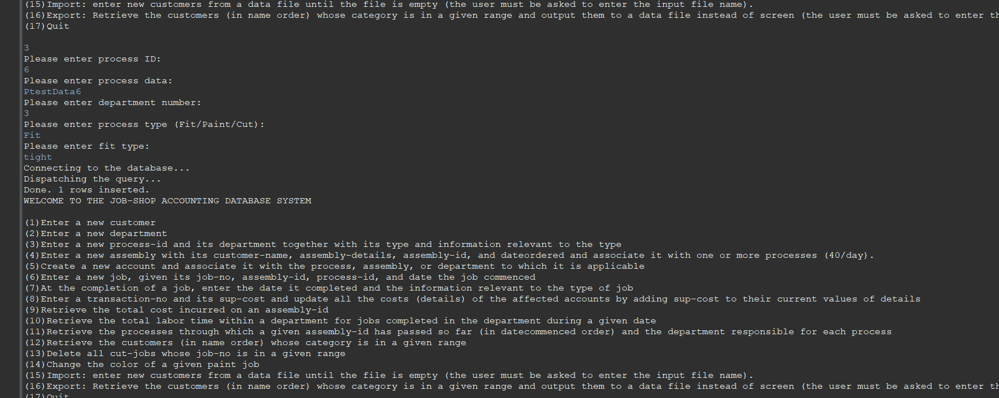 (15)Import: enter new customers from a data file until the file is empty (the user must be asked to enter the input file name).
(16)Export: Retrieve the customers (in name order) whose category is in a given range and output them to a data file instead of screen (the user must be asked to enter th
(17)Quit
3
Please enter process ID:
6
Please enter process data:
PtestData6
Please enter department number:
3
Please enter process type (Fit/Paint/Cut):
Fit
Please enter fit type:
tight
Connecting to the database...
Dispatching the query...
Done. 1 rows inserted.
WELCOME TO THE JOB-SHOP ACCOUNTING DATABASE SYSTEM
(1)Enter a new customer
(2)Enter a new department
(3)Enter a new process-id and its department together with its type and information relevant to the type
(4)Enter a new assembly with its customer-name, assembly-details, assembly-id, and dateordered and associate it with one or more processes (40/day).
(5)Create a new account and associate it with the process, assembly, or department to which it is applicable
(6)Enter a new job, given its job-no, assembly-id, process-id, and date the job commenced
(7)At the completion of a job, enter the date it completed and the information relevant to the type of job
(8)Enter a transaction-no and its sup-cost and update all the costs (details) of the affected accounts by adding sup-cost to their current values of details
(9)Retrieve the total cost incurred on an assembly-id
(10)Retrieve the total labor time within a department for jobs completed in the department during a given date
(11)Retrieve the processes through which a given assembly-id has passed so far (in datecommenced order) and the department responsible for each process
(12)Retrieve the customers (in name order) whose category is in a given range
(13)Delete all cut-jobs whose job-no is in a given range
(14)Change the color of a given paint job
(15)Import: enter new customers from a data file until the file is empty (the user must be asked to enter the input file name).
(16)Export: Retrieve the customers (in name order) whose category is in a given range and output them to a data file instead of screen (the user must be asked to enter th
(17)Quit